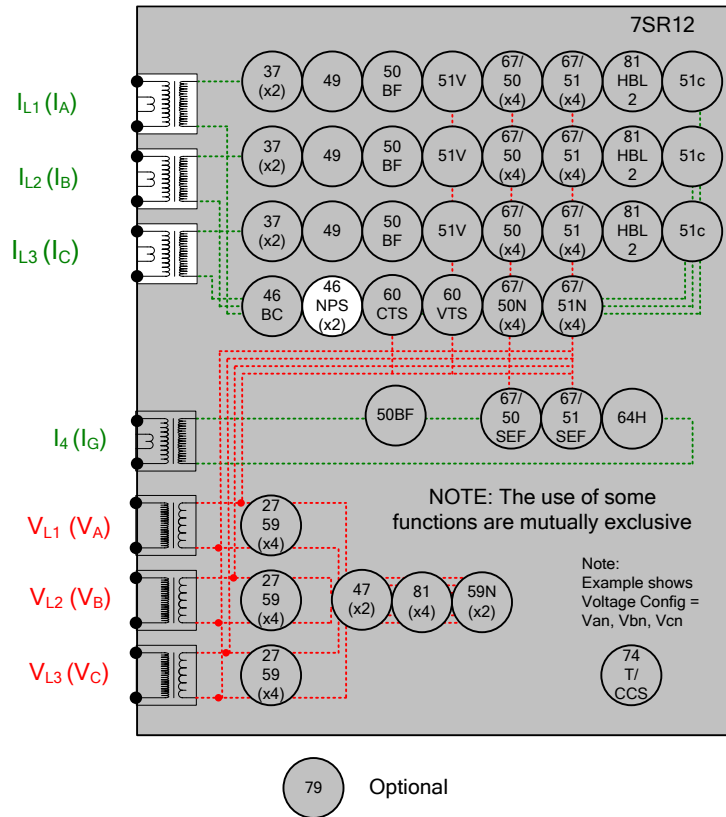 7SR12
IL1 (IA)
37
(x2)
49
50
BF
51V
67/
50
(x4)
67/
51
(x4)
81
HBL
2
51c
IL2 (IB)
37
(x2)
49
50
BF
51V
67/
50
(x4)
67/
51
(x4)
81
HBL
2
51c
IL3 (IC)
37
(x2)
49
50
BF
51V
67/
50
(x4)
67/
51
(x4)
81
HBL
2
51c
46
BC
46
NPS
(x2)
60
CTS
60
VTS
67/
50N
(x4)
67/
51N
(x4)
I4 (IG)
50BF
67/
50
SEF
67/
51
SEF
64H
NOTE: The use of some
functions are mutually exclusive
VL1 (VA)
27
59
(x4)
VL2 (VB)
27
59
(x4)
47
(x2)
81
(x4)
59N
(x2)
Note:
Example shows
Voltage Config =
Van, Vbn, Vcn
VL3 (VC)
27
59
(x4)
74
T/
CCS
79
Optional